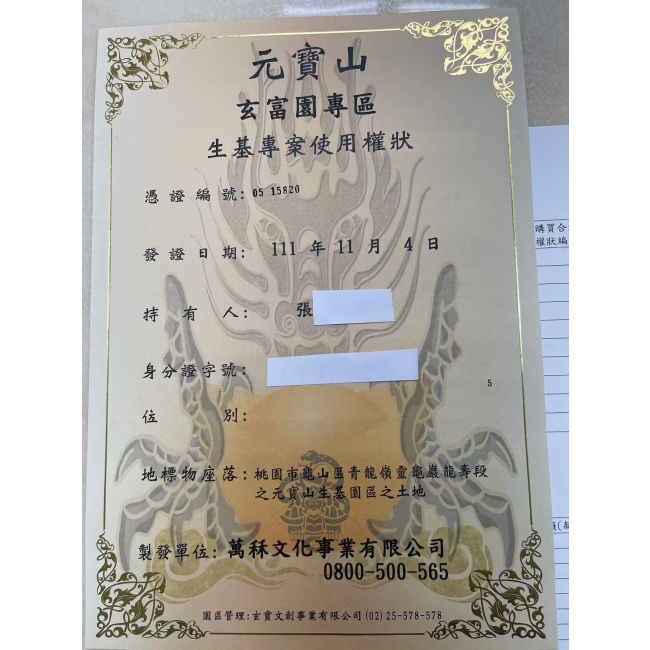 元寶山
玄富園專區
生基專案使用權狀
憑證編號: 05 15820
發證日期: 111 年 11 月 4 日
持有人: 張
身分證字號:
5
位別:
地標物座落: 桃園市龜山區青龍嶺靈龜巖龍壽段
之元寶山生基園區之土地
製發單位: 萬秝文化事業有限公司
0800-500-565
園區管理:玄寶文創事業有限公司(02)25-578-578
購買合
權狀編